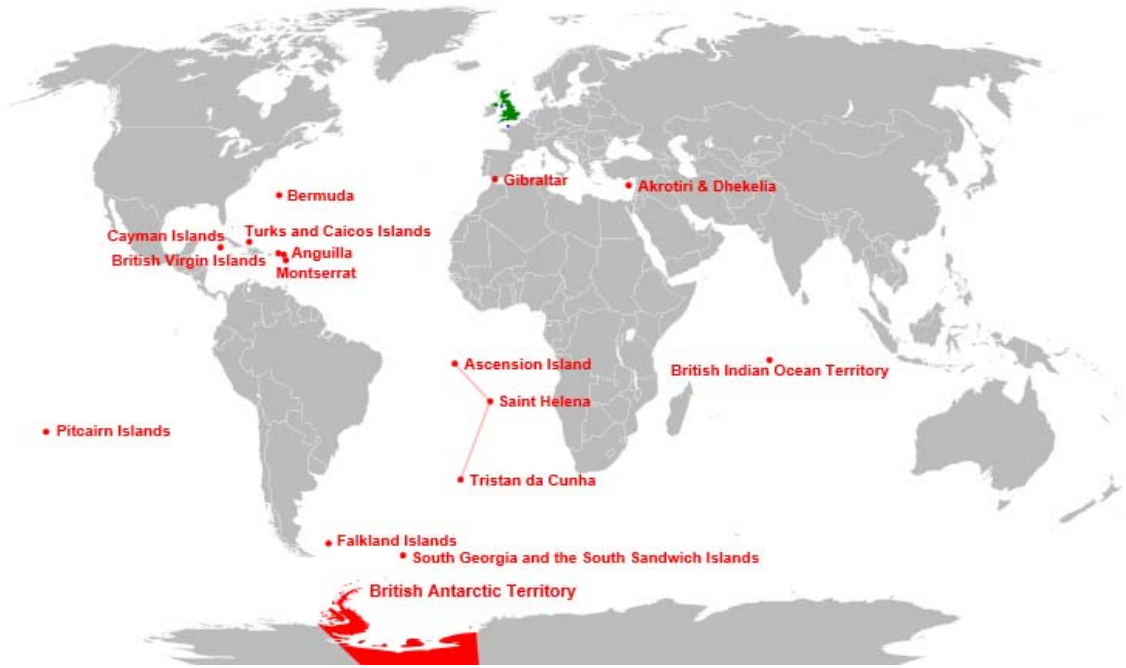 Gibraltar
Akrotiri & Dhekelia
Bermuda
Turks and Caicos Islands
Cayman Islands
Anguilla
British Virgin Islands
Montserrat
Ascension Island
British Indian Ocean Territory
Saint Helena
Pitcairn Islands
Tristan da Cunha
Falkland Islands
South Georgia and the South Sandwich Islands
British Antarctic Territory